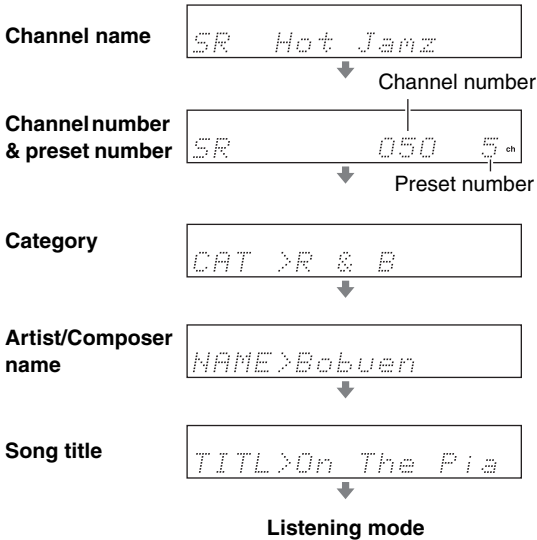 Channel name
SR Hot Jamz
Channel number
Channel number
& preset number
SR 050 5 ch
Preset number
Category
CAT >R & B
Artist/Composer
name
NAME>Bobuen
Song title
TITL>On The Pia
Listening mode